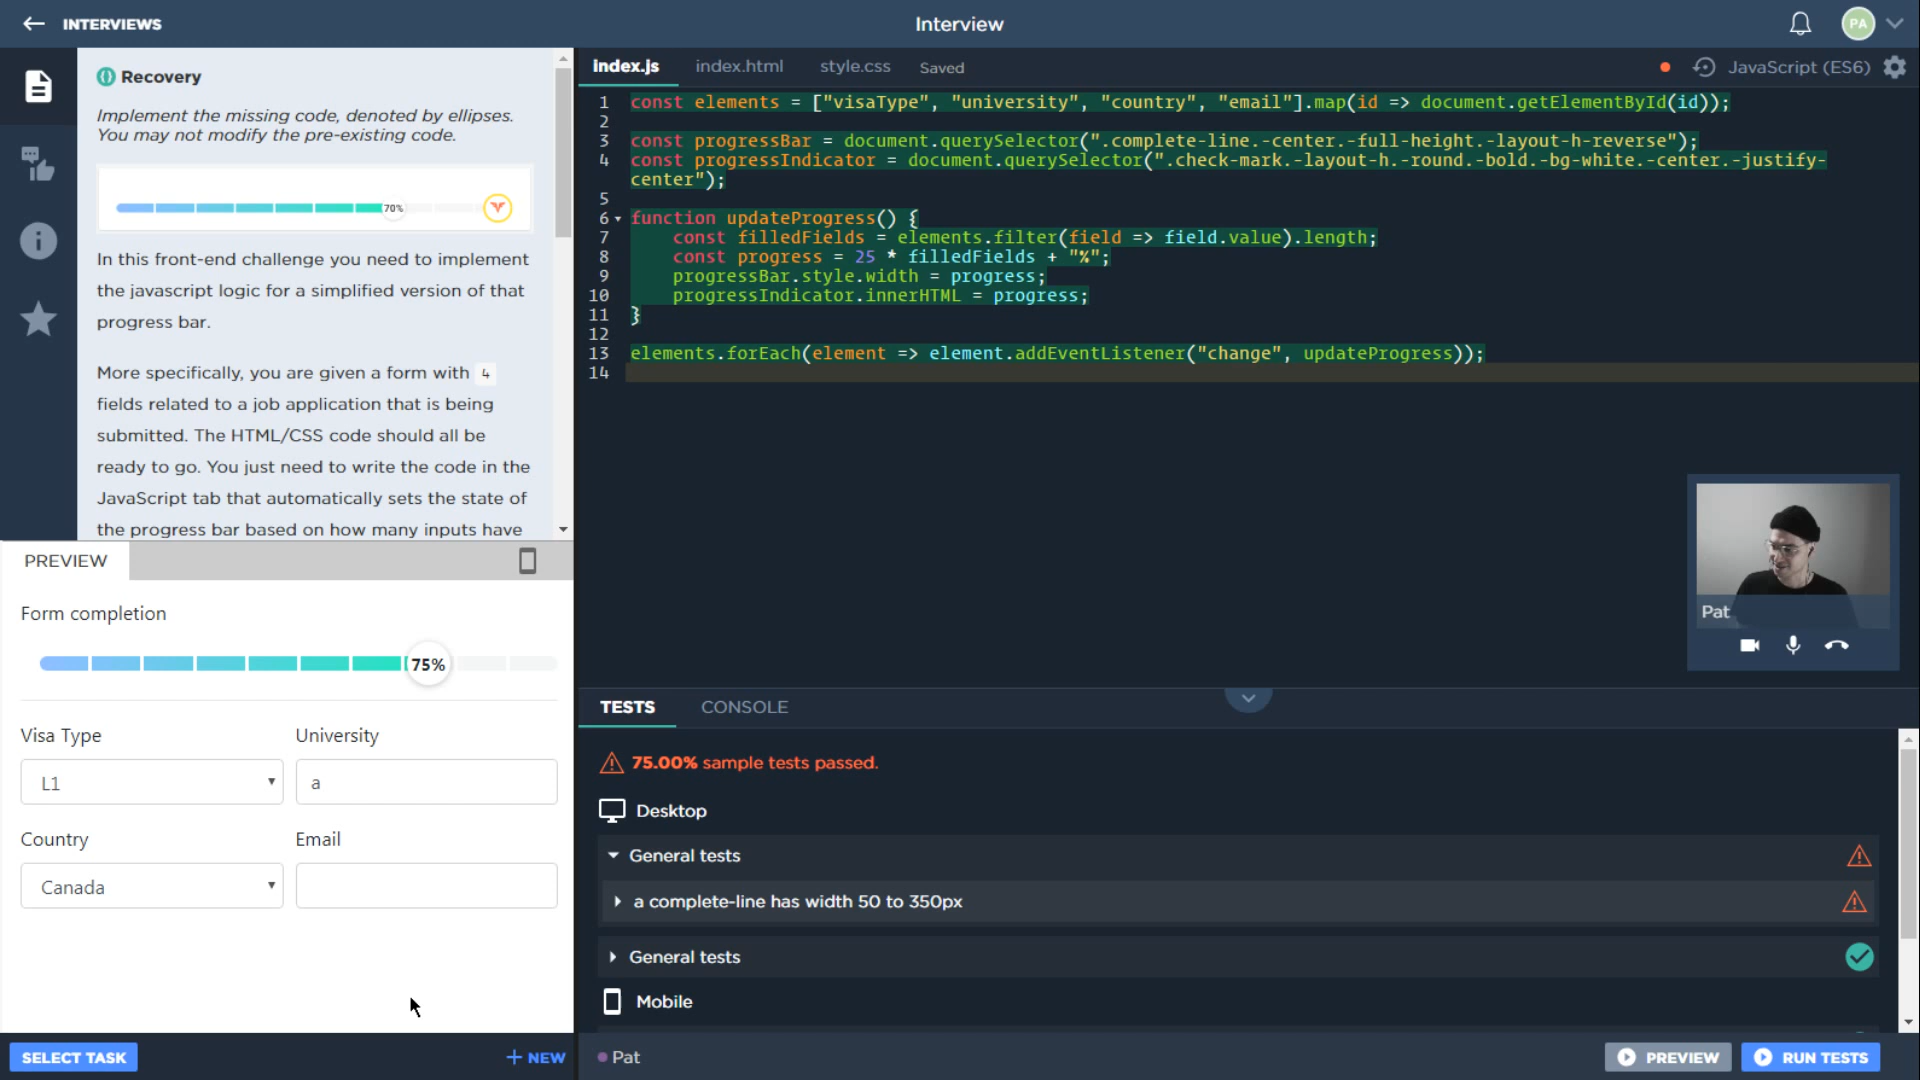 INTERVIEWS
Interview
PA
Recovery
Implement the missing code, denoted by ellipses.
You may not modify the pre-existing code.
70%
In this front-end challenge you need to implement
the javascript logic for a simplified version of that
progress bar.
More specifically, you are given a form with 4
fields related to a job application that is being
submitted. The HTML/CSS code should all be
ready to go. You just need to write the code in the
JavaScript tab that automatically sets the state of
the progress bar based on how many inputs have
PREVIEW
Form completion
75%
Visa Type University
L1 a
Country Email
Canada
SELECT TASK + NEW
index.js index.html style.css Saved JavaScript (ES6)
1 const elements = ["visaType", "university", "country", "email"].map(id => document.getElementById(id));
2
3 const progressBar = document.querySelector(".complete-line.-center.-full-height.-layout-h-reverse");
4 const progressIndicator = document.querySelector(".check-mark.-layout-h.-round.-bold.-bg-white.-center.-justify-
center");
5
6 function updateProgress() {
7 const filledFields = elements.filter(field => field.value).length;
8 const progress = 25 * filledFields + "%";
9 progressBar.style.width = progress;
10 progressIndicator.innerHTML = progress;
11 }
12
13 elements.forEach(element => element.addEventListener("change", updateProgress));
14
Pat
TESTS CONSOLE
75.00% sample tests passed.
Desktop
General tests
a complete-line has width 50 to 350px
General tests
Mobile
Pat PREVIEW RUN TESTS